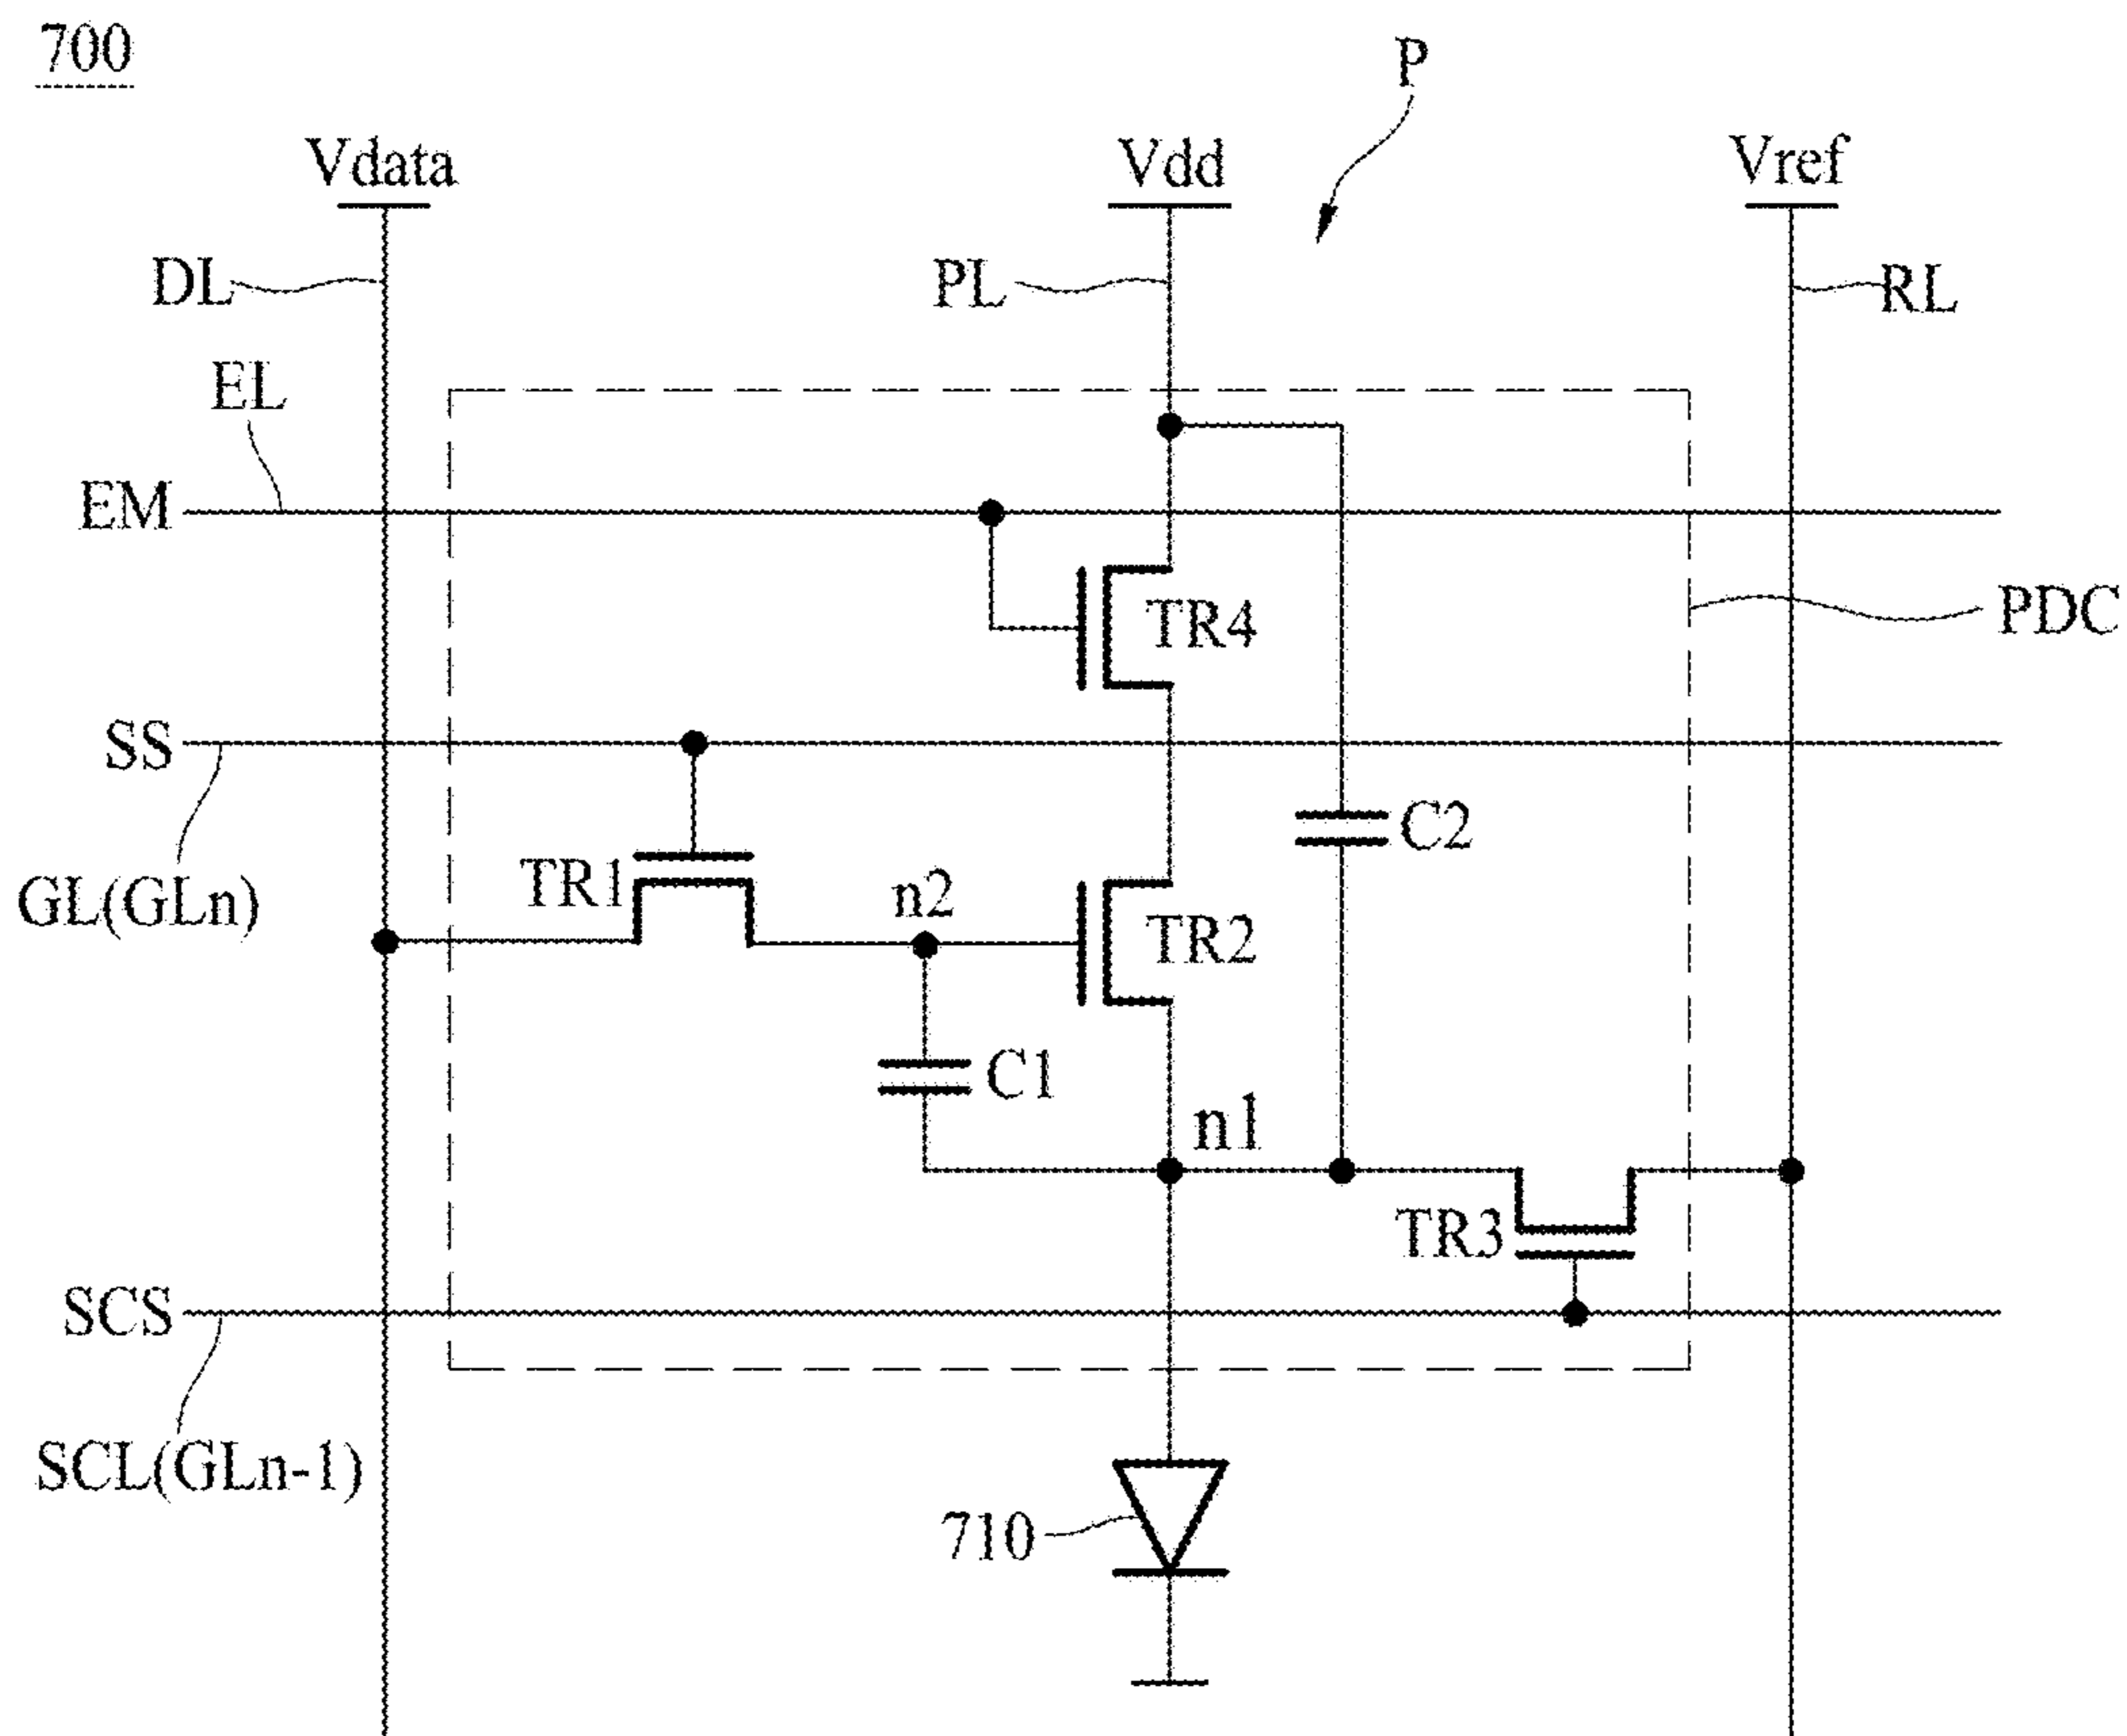 700
P
Vdata
Vdd
Vref
DL
PL
RL
EL
EM
TR4
PDC
SS
C2
TR1
n2
GL(GLn)
TR2
C1
n1
TR3
SCS
SCL(GLn-1)
710